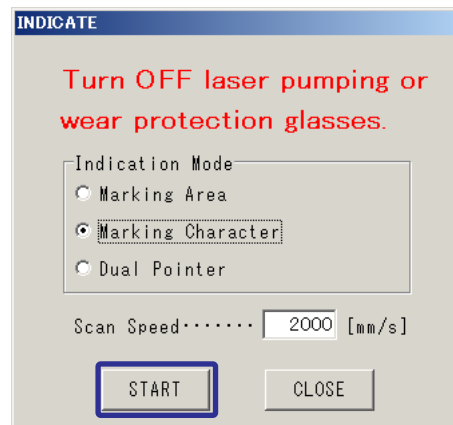 INDICATE
Turn OFF laser pumping or
wear protection glasses.
Indication Mode
Marking Area
Marking Character
Dual Pointer
Scan Speed······· 2000 [mm/s]
START CLOSE